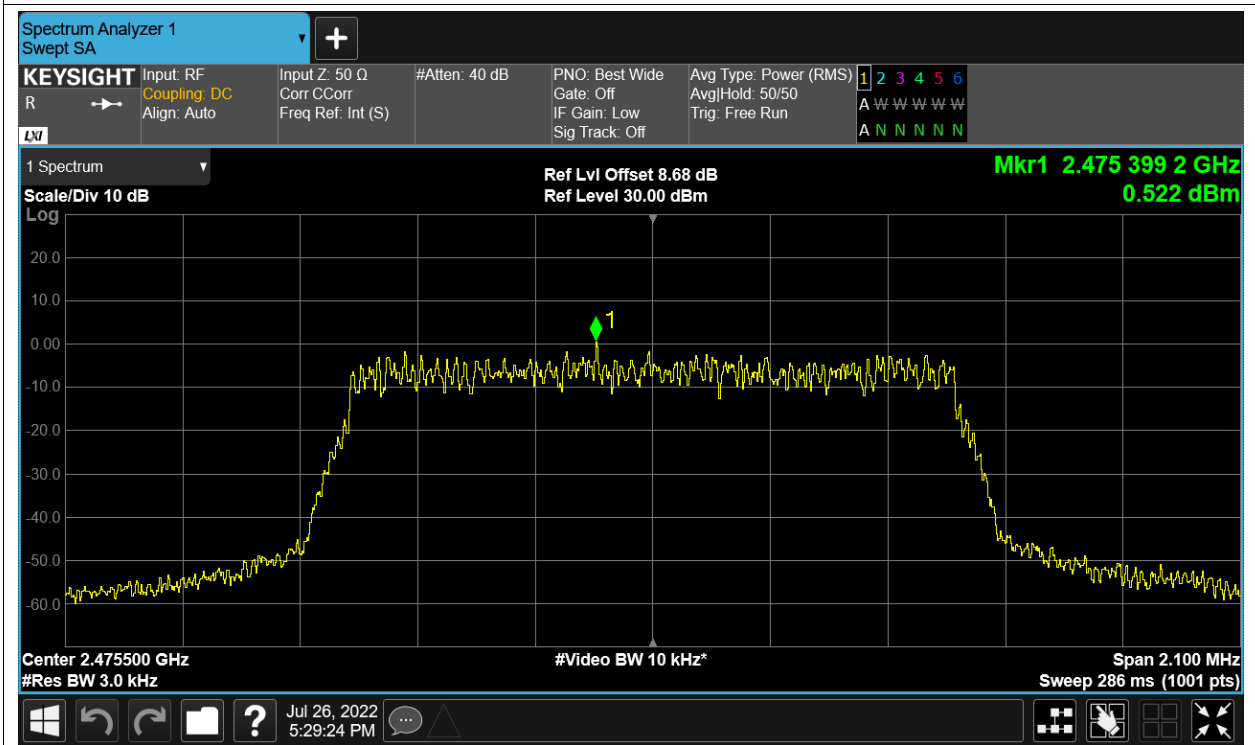 Spectrum Analyzer 1
Swept SA
KEYSIGHT Input: RF Input Z: 50 Ω #Atten: 40 dB PNO: Best Wide Avg Type: Power (RMS) 1 2 3 4 5 6
R Coupling: DC Corr CCorr Gate: Off Avg|Hold: 50/50 A W W W W W
Align: Auto Freq Ref: Int (S) IF Gain: Low Trig: Free Run
LXI Sig Track: Off A N N N N N
1 Spectrum Ref Lvl Offset 8.68 dB Mkr1 2.475 399 2 GHz
Scale/Div 10 dB Ref Level 30.00 dBm 0.522 dBm
Log
20.0
10.0
1
0.00
-10.0
-20.0
-30.0
-40.0
-50.0
-60.0
Center 2.475500 GHz #Video BW 10 kHz* Span 2.100 MHz
#Res BW 3.0 kHz Sweep 286 ms (1001 pts)
? Jul 26, 2022
5:29:24 PM